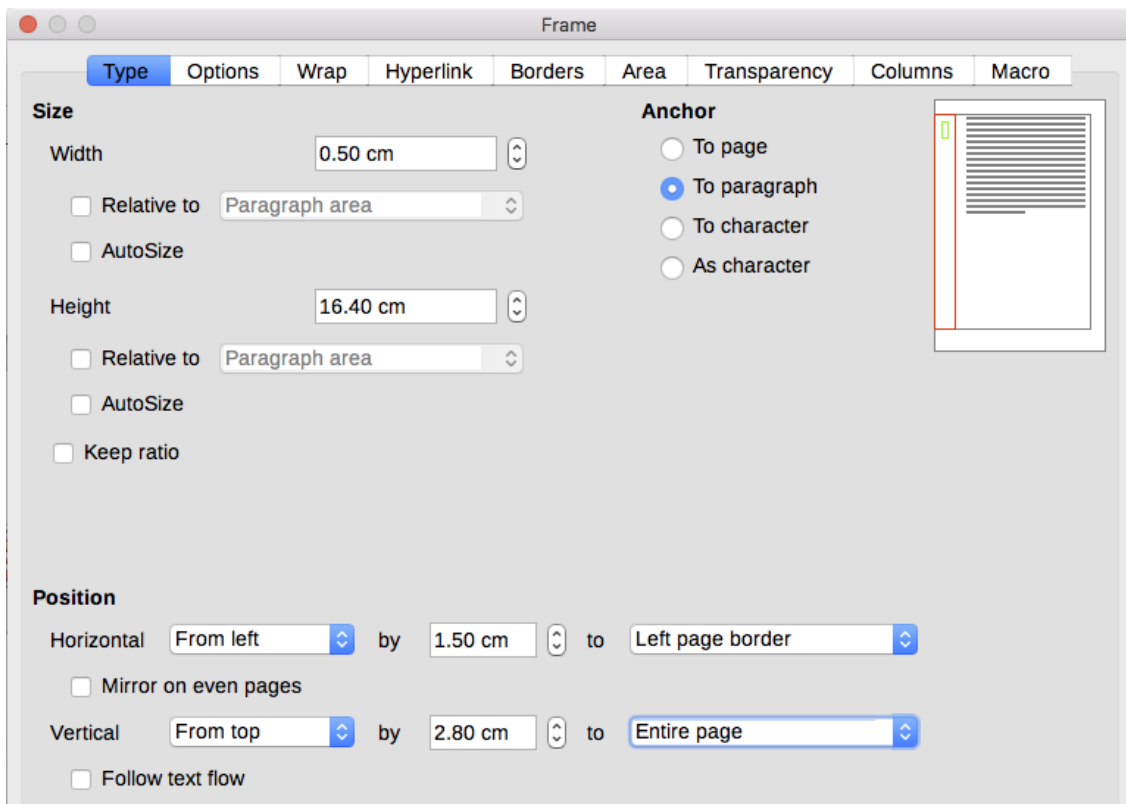 Frame
Type Options Wrap Hyperlink Borders Area Transparency Columns Macro
Size
Width 0.50 cm
Relative to Paragraph area
AutoSize
Height 16.40 cm
Relative to Paragraph area
AutoSize
Keep ratio
Anchor
To page
To paragraph
To character
As character
Position
Horizontal From left by 1.50 cm to Left page border
Mirror on even pages
Vertical From top by 2.80 cm to Entire page
Follow text flow